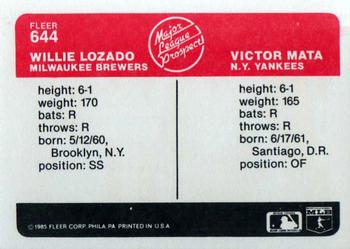 FLEER
644
WILLIE LOZADO
MILWAUKEE BREWERS
Major
League
Prospect
VICTOR MATA
N.Y. YANKEES
height: 6-1
weight: 170
bats: R
throws: R
born: 5/12/60,
Brooklyn, N.Y.
position: SS
height: 6-1
weight: 165
bats: R
throws: R
born: 6/17/61,
Santiago, D.R.
position: OF
© 1985 FLEER CORP. PHILA. PA PRINTED IN U.S.A.